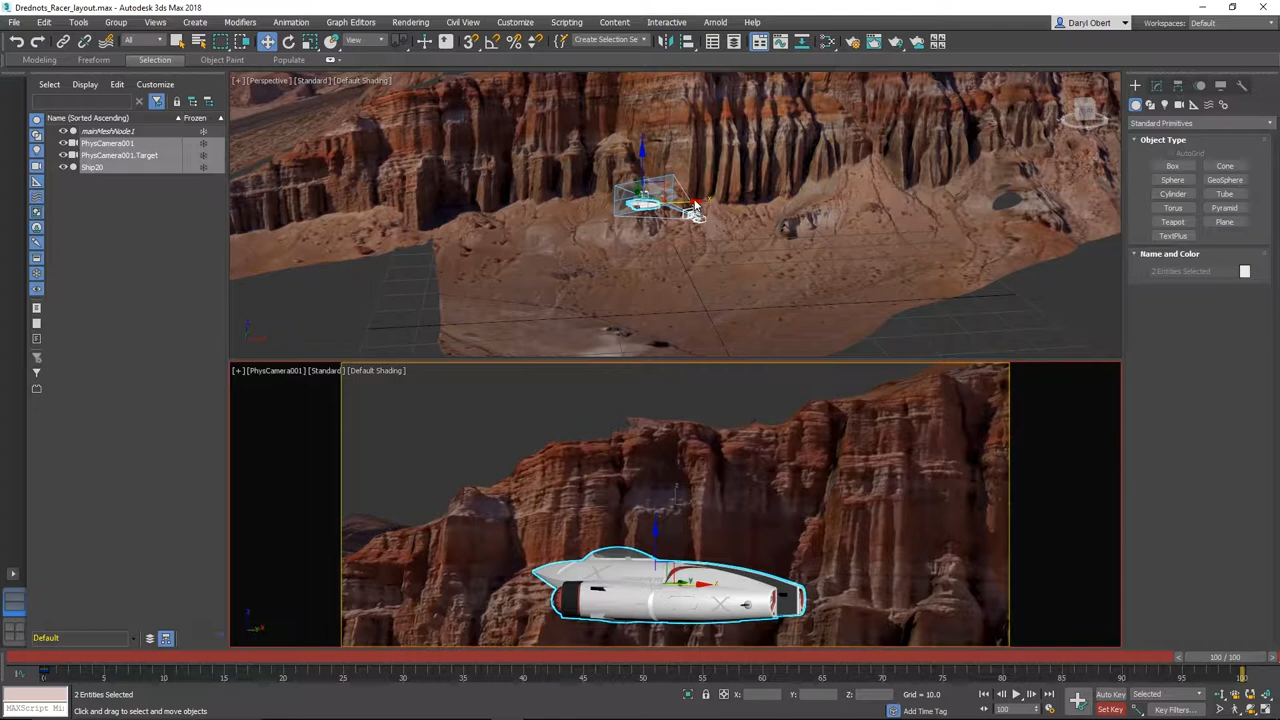 Drednots_Racer_layout.max - Autodesk 3ds Max 2018
File Edit Tools Group Views Create Modifiers Animation Graph Editors Rendering Civil View Customize Scripting Content Interactive Arnold Help
Daryl Obert Workspaces: Default
All View Create Selection Se
Modeling Freeform Selection Object Paint Populate
Select Display Edit Customize
Name (Sorted Ascending) Frozen
mainMeshNode1
PhysCamera001
PhysCamera001.Target
Ship20
Default
[+] [Perspective] [Standard] [Default Shading]
[+] [PhysCamera001] [Standard] [Default Shading]
Standard Primitives
Object Type
AutoGrid
Box Cone
Sphere GeoSphere
Cylinder Tube
Torus Pyramid
Teapot Plane
TextPlus
Name and Color
2 Entities Selected
100 / 100
5 10 15 20 25 30 35 40 45 50 55 60 65 70 75 80 85 90 95 100
2 Entities Selected X: Y: Z: Grid = 10.0
MAXScript Mi
Click and drag to select and move objects
Add Time Tag
100
Auto Key Selected
Set Key Key Filters...